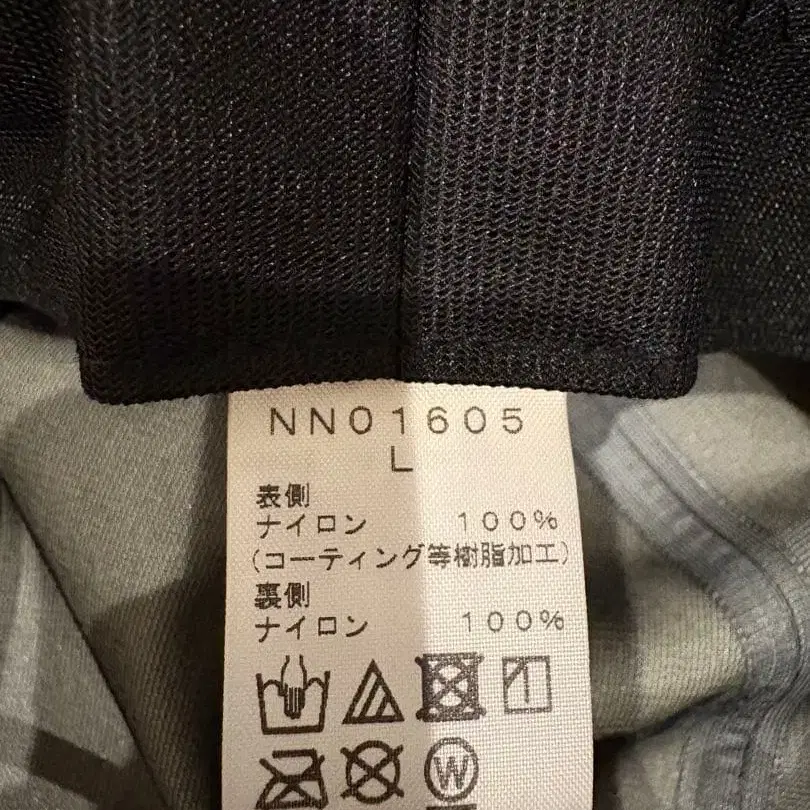 NN01605
L
表側
ナイロン 100%
(コーティング等樹脂加工)
裏側
ナイロン 100%
W